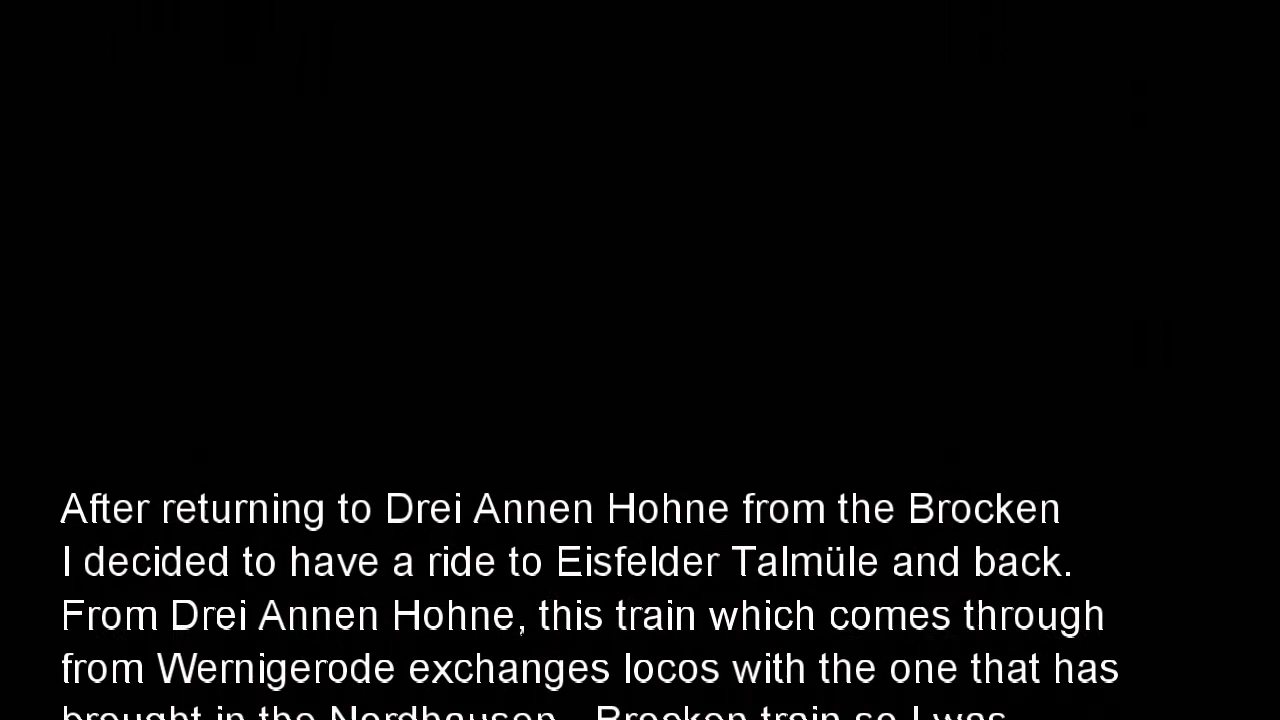 After returning to Drei Annen Hohne from the Brocken
I decided to have a ride to Eisfelder Talmüle and back.
From Drei Annen Hohne, this train which comes through
from Wernigerode exchanges locos with the one that has
brought in the Nordhausen - Brocken train so I was